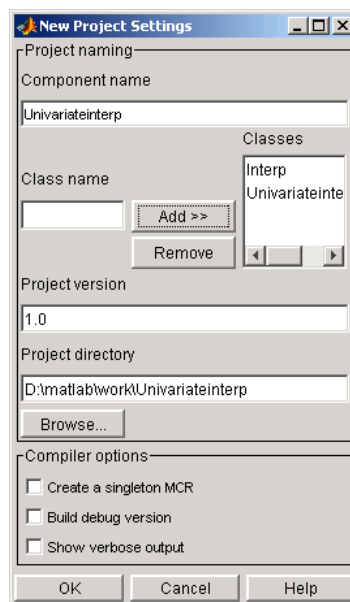 New Project Settings
Project naming
Component name
Univariateinterp
Classes
Interp
Univariateinte
Class name
Add >>
Remove
Project version
1.0
Project directory
D:\matlab\work\Univariateinterp
Browse...
Compiler options
Create a singleton MCR
Build debug version
Show verbose output
OK
Cancel
Help